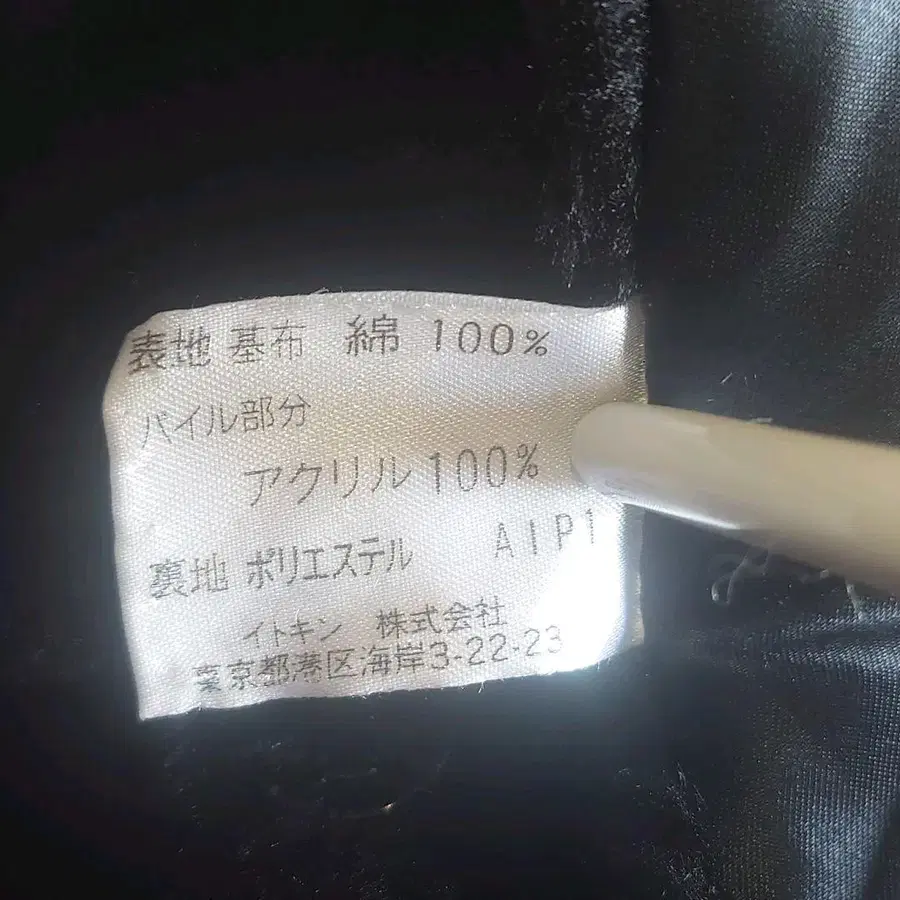 表地 基布 綿 100%
パイル部分
アクリル 100%
裏地 ポリエステル AIP1
イトキン 株式会社
東京都港区海岸3-22-23